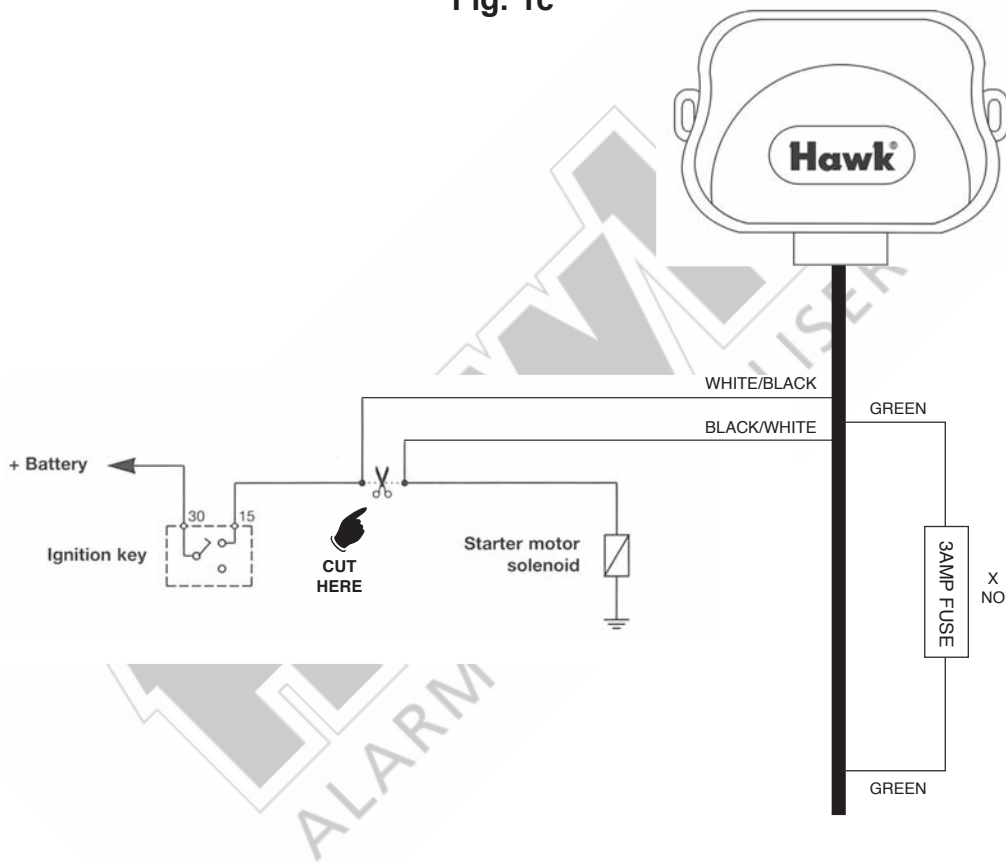 Fig. 1c
Hawk®
WHITE/BLACK
GREEN
BLACK/WHITE
+ Battery
30
15
Ignition key
CUT
HERE
Starter motor
solenoid
3AMP FUSE
X
NO
GREEN
ALARM